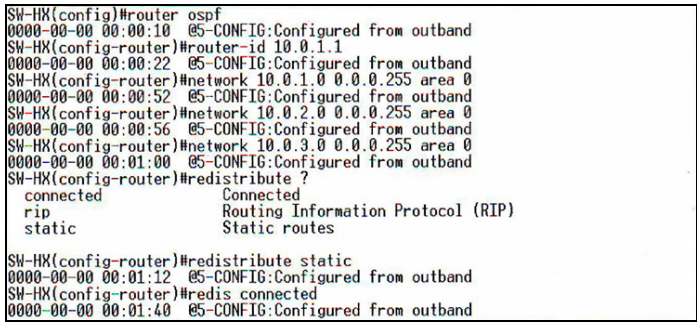 SW-HX(config)#router ospf
0000-00-00 00:00:10 @5-CONFIG:Configured from outband
SW-HX(config-router)#router-id 10.0.1.1
0000-00-00 00:00:22 @5-CONFIG:Configured from outband
SW-HX(config-router)#network 10.0.1.0 0.0.0.255 area 0
0000-00-00 00:00:52 @5-CONFIG:Configured from outband
SW-HX(config-router)#network 10.0.2.0 0.0.0.255 area 0
0000-00-00 00:00:56 @5-CONFIG:Configured from outband
SW-HX(config-router)#network 10.0.3.0 0.0.0.255 area 0
0000-00-00 00:01:00 @5-CONFIG:Configured from outband
SW-HX(config-router)#redistribute ?
connected Connected
rip Routing Information Protocol (RIP)
static Static routes
SW-HX(config-router)#redistribute static
0000-00-00 00:01:12 @5-CONFIG:Configured from outband
SW-HX(config-router)#redis connected
0000-00-00 00:01:40 @5-CONFIG:Configured from outband